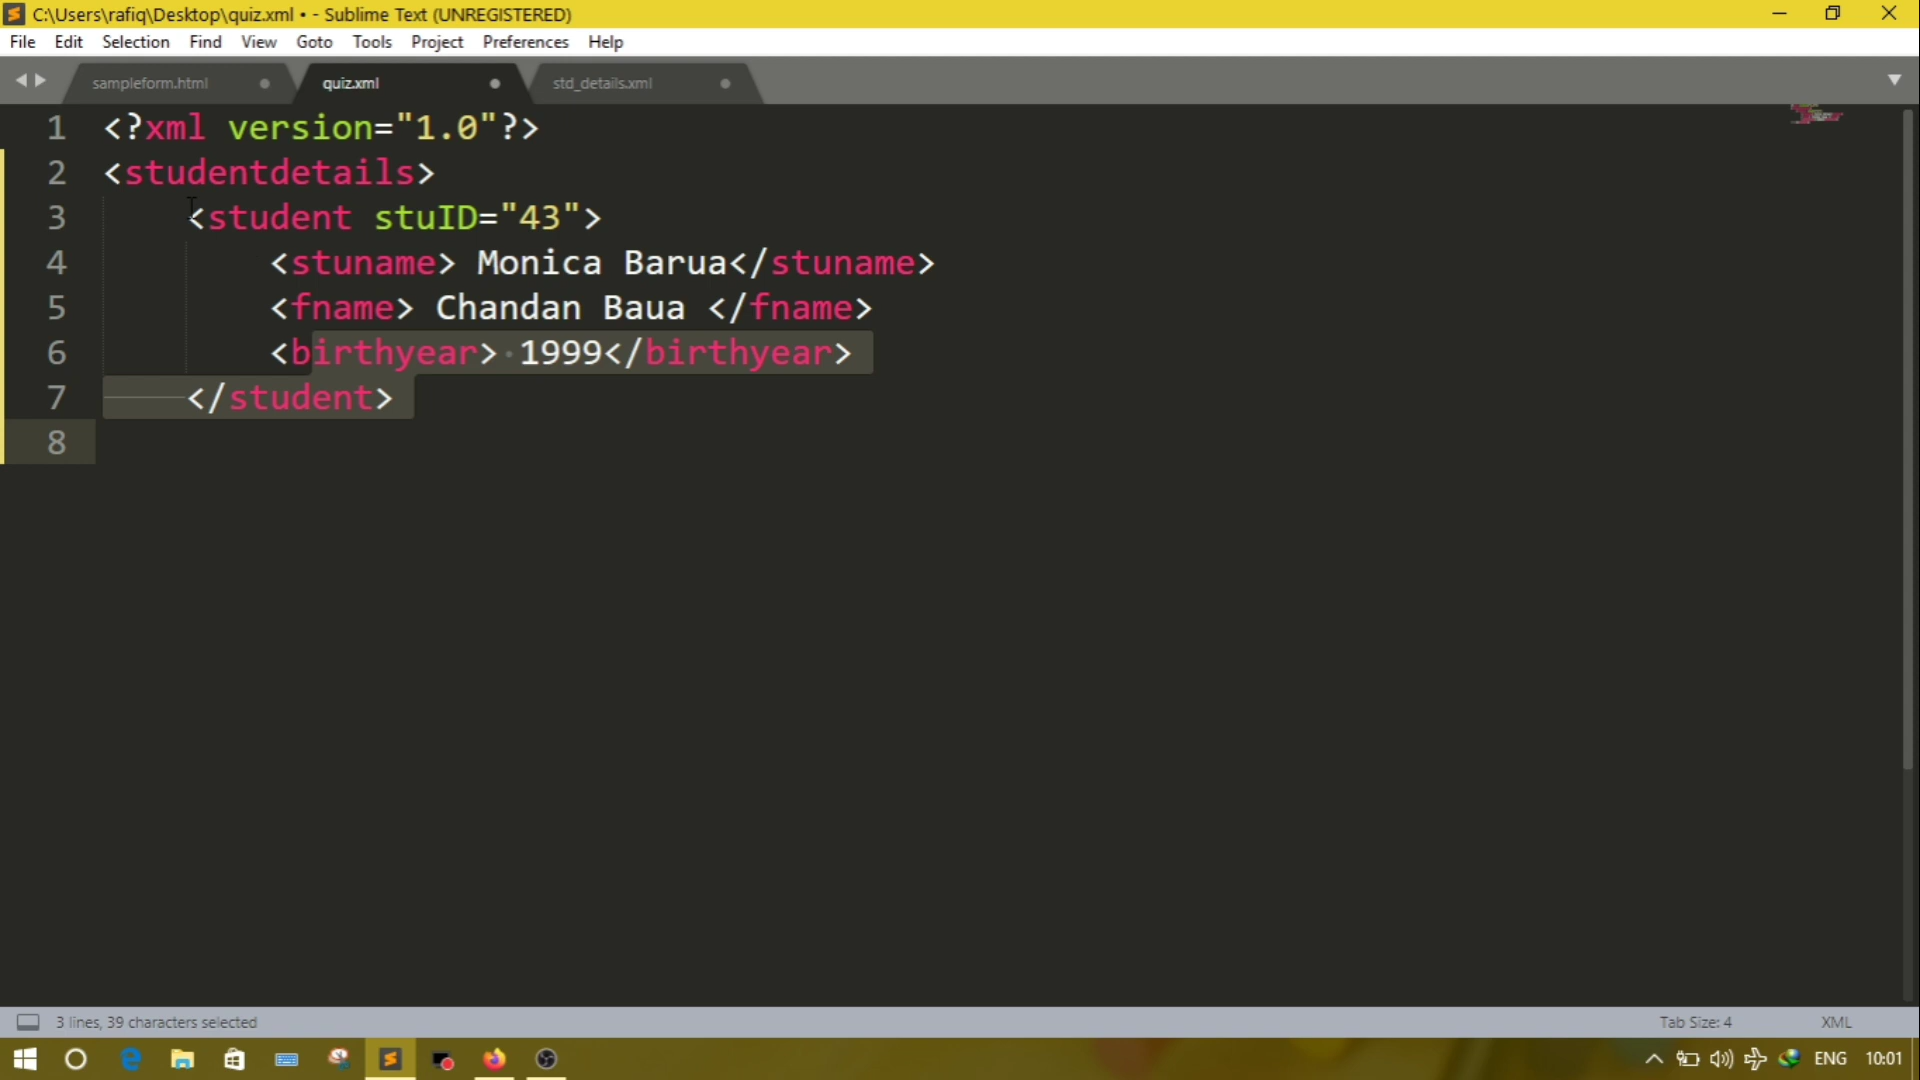 C:\Users\rafiq\Desktop\quiz.xml • - Sublime Text (UNREGISTERED)
File Edit Selection Find View Goto Tools Project Preferences Help
sampleform.html quiz.xml std_details.xml
1 <?xml version="1.0"?>
2 <studentdetails>
3 <student stuID="43">
4 <stuname> Monica Barua</stuname>
5 <fname> Chandan Baua </fname>
6 <birthyear> 1999</birthyear>
7 </student>
8
3 lines, 39 characters selected Tab Size: 4 XML
ENG 10:01